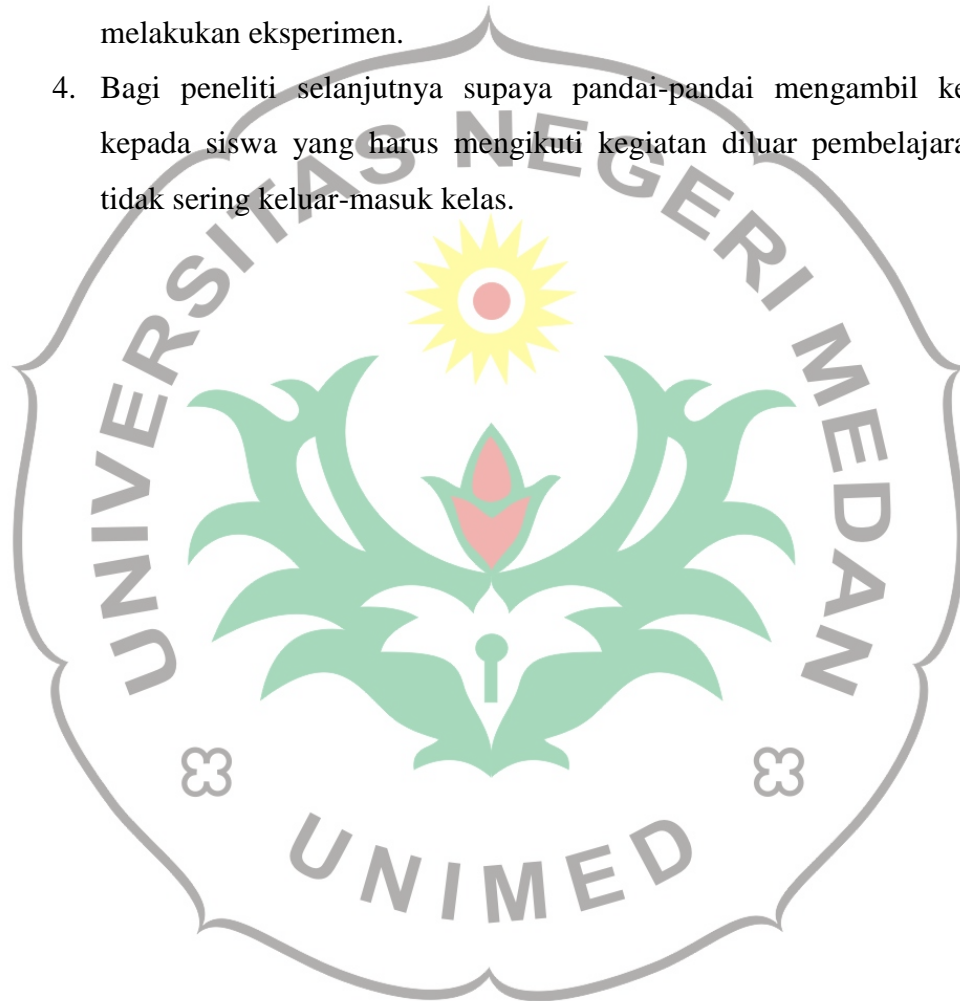 melakukan eksperimen.
4. Bagi peneliti selanjutnya supaya pandai-pandai mengambil ke
kepada siswa yang harus mengikuti kegiatan diluar pembelajara
tidak sering keluar-masuk kelas.
UNIVERSITAS NEGERI MEDAN
UNIMED